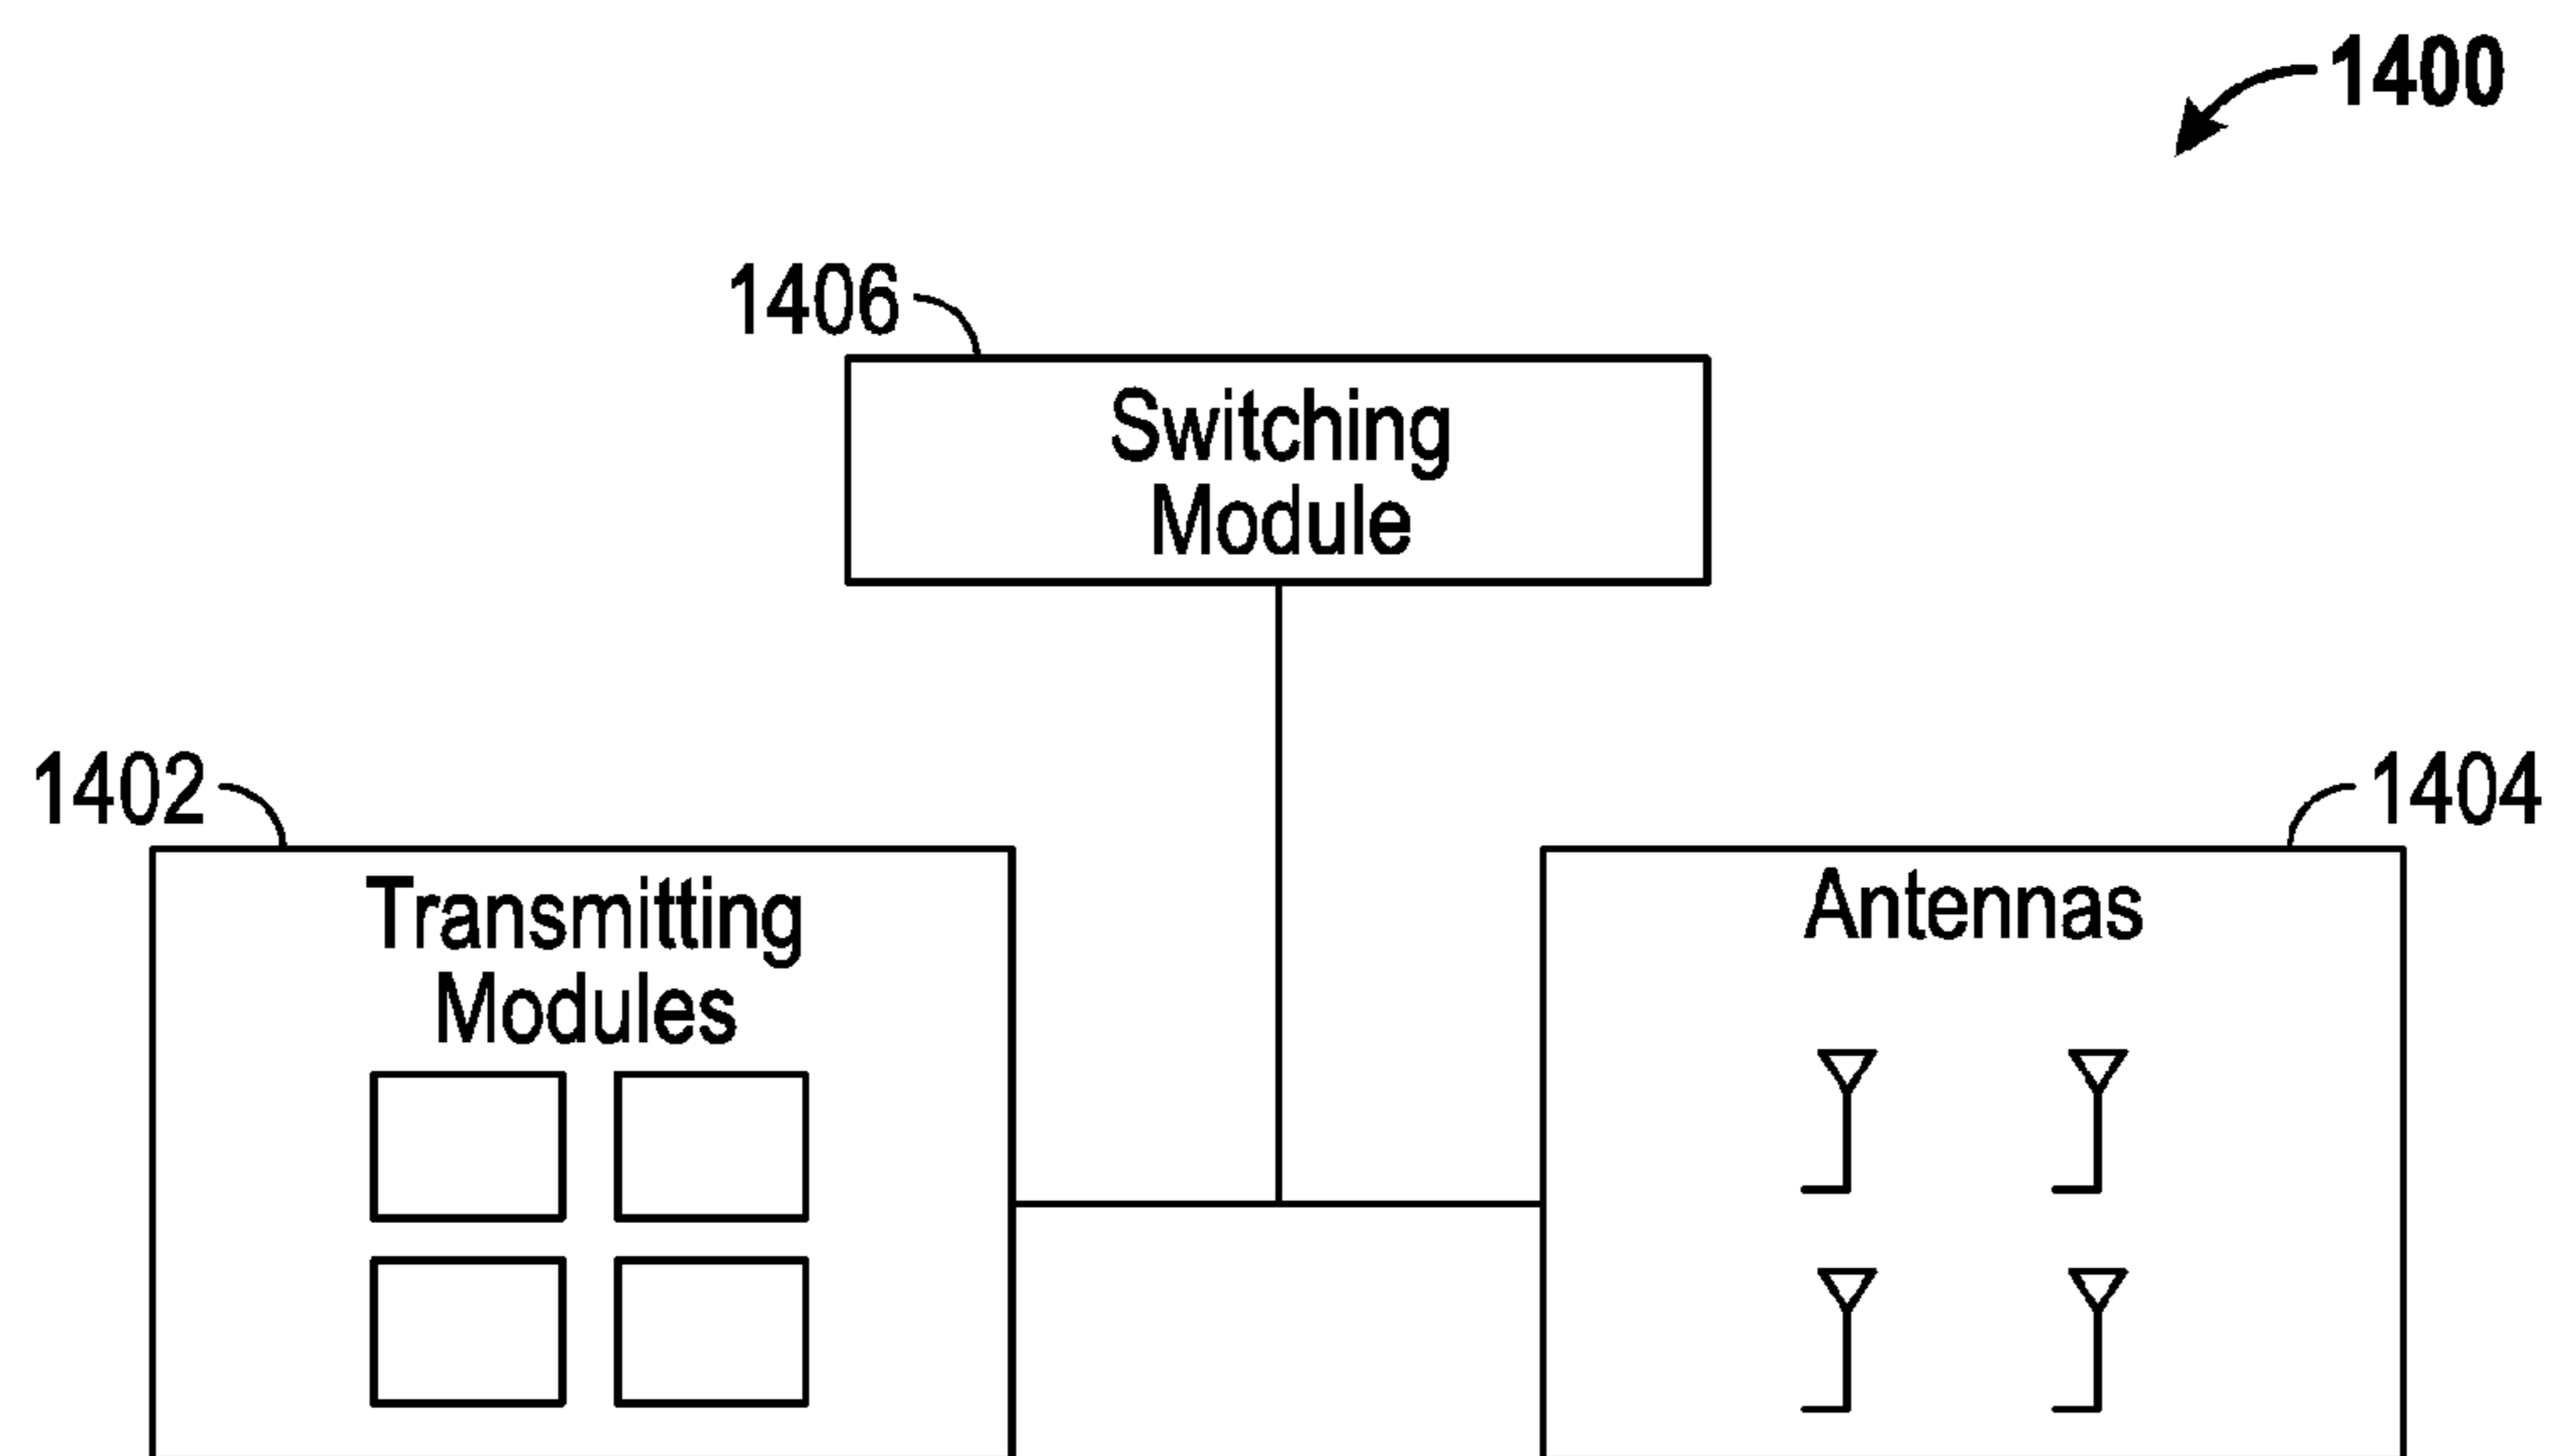 1400
1406
Switching
Module
1402
1404
Transmitting
Modules
Antennas